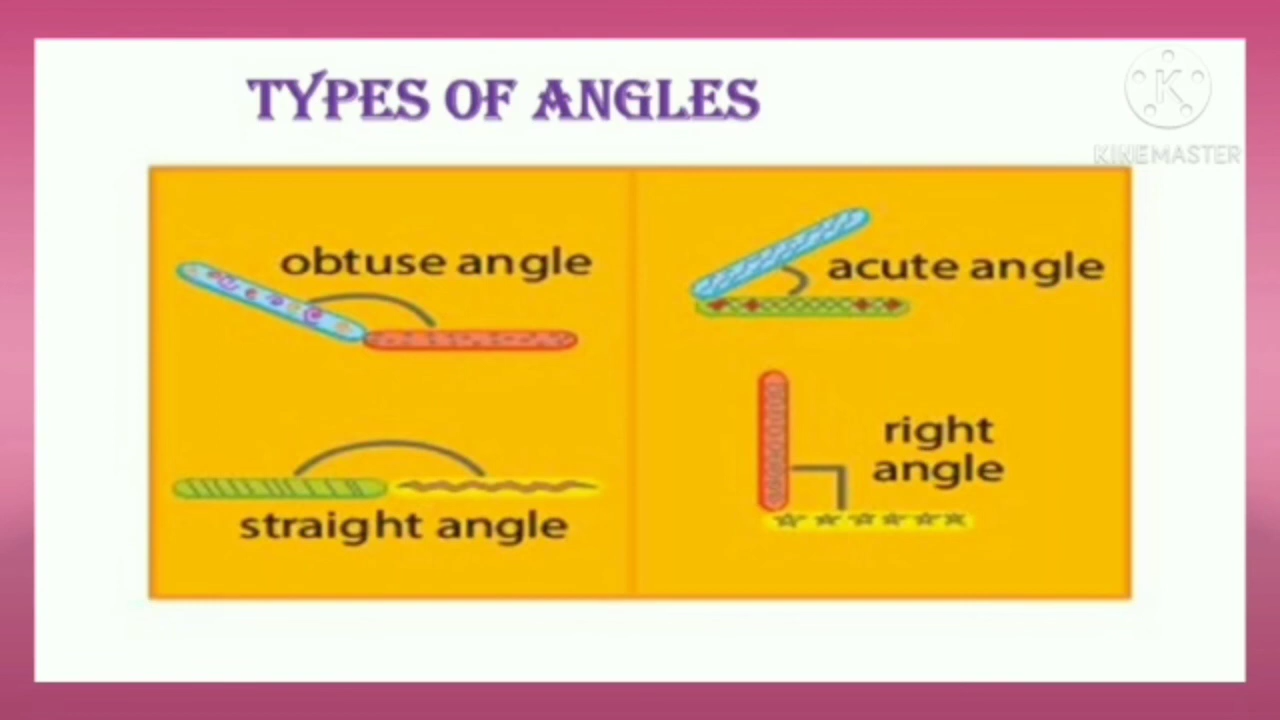 TYPES OF ANGLES
K
KINEMASTER
obtuse angle
acute angle
right
angle
straight angle